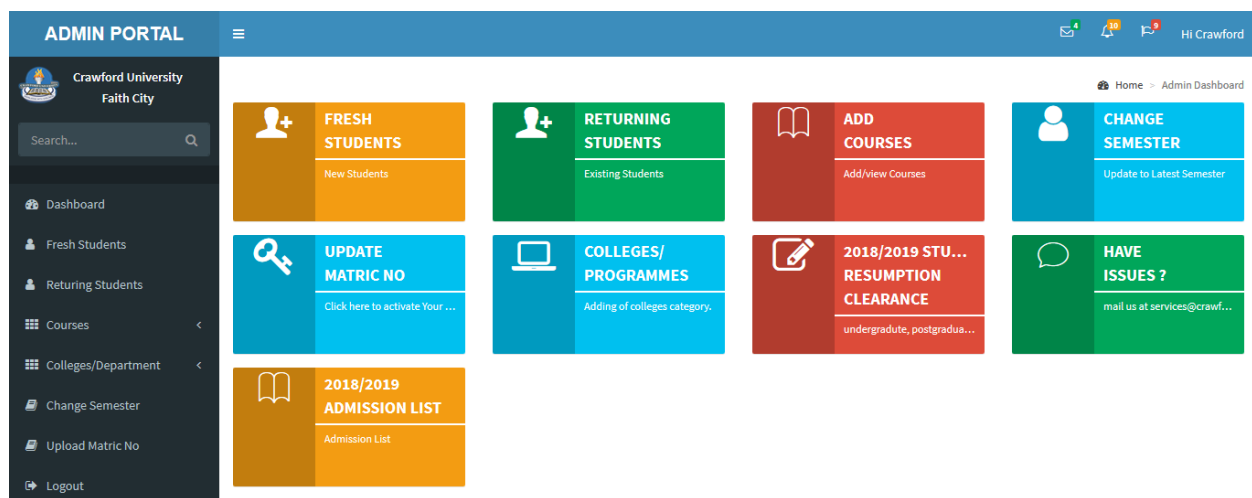 ADMIN PORTAL
4
10
9
Hi Crawford
Crawford University
Faith City
Home > Admin Dashboard
Search...
Dashboard
Fresh Students
Returing Students
Courses
Colleges/Department
Change Semester
Upload Matric No
Logout
FRESH
STUDENTS
New Students
RETURNING
STUDENTS
Existing Students
ADD
COURSES
Add/view Courses
CHANGE
SEMESTER
Update to Latest Semester
UPDATE
MATRIC NO
Click here to activate Your ...
COLLEGES/
PROGRAMMES
Adding of colleges category.
2018/2019 STU...
RESUMPTION
CLEARANCE
undergradute, postgradua...
HAVE
ISSUES ?
mail us at services@crawf...
2018/2019
ADMISSION LIST
Admission List